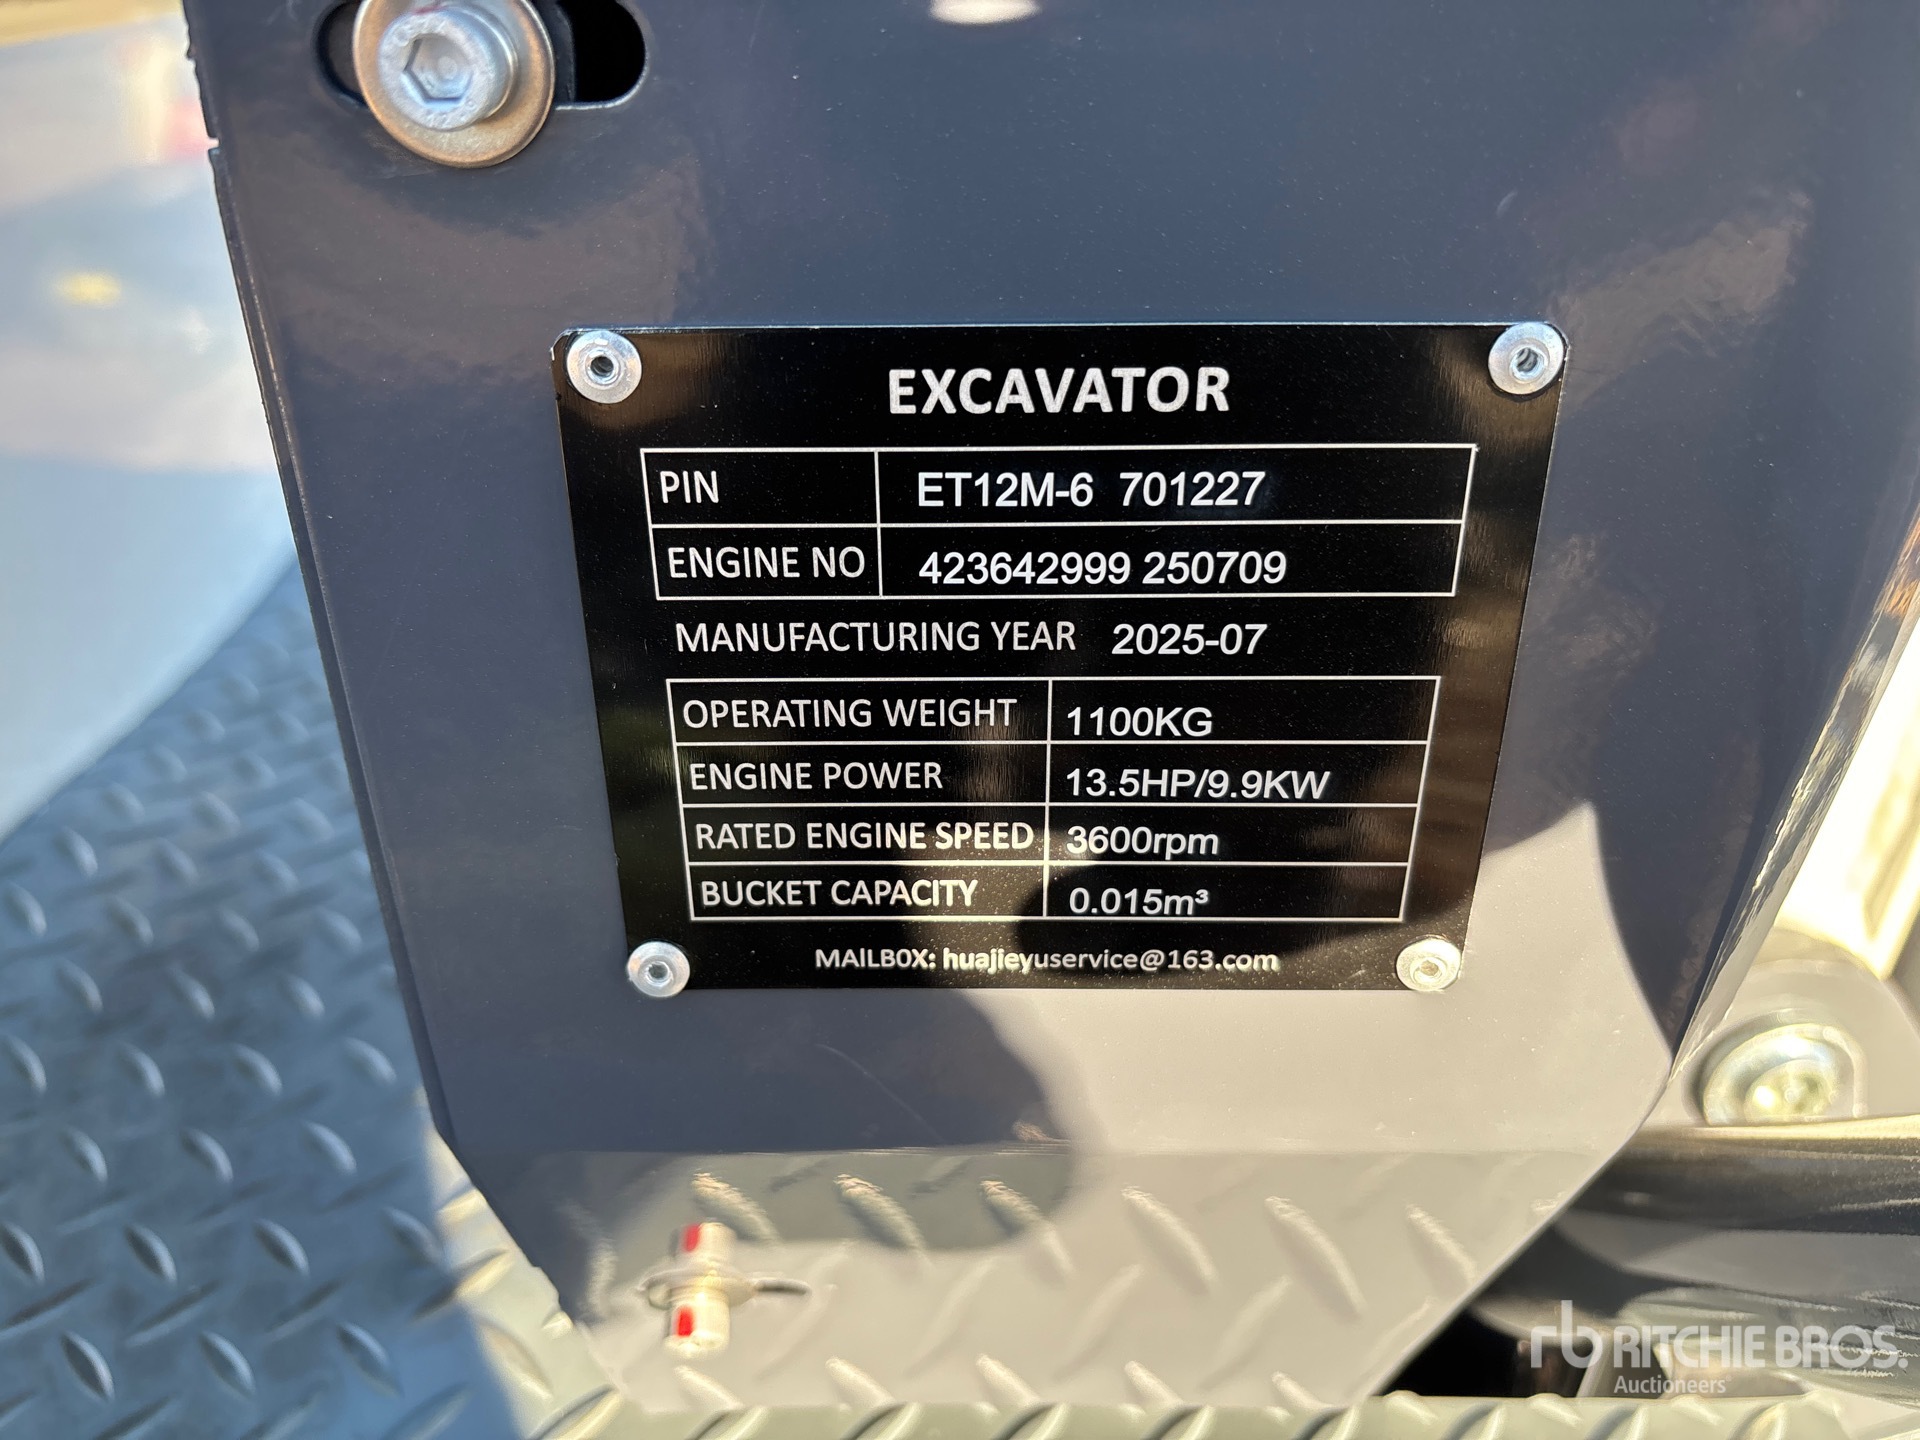 EXCAVATOR
PIN ET12M-6 701227
ENGINE NO 423642999 250709
MANUFACTURING YEAR 2025-07
OPERATING WEIGHT 1100KG
ENGINE POWER 13.5HP/9.9KW
RATED ENGINE SPEED 3600rpm
BUCKET CAPACITY 0.015m³
MAILBOX: huajieyuservice@163.com
rb RITCHIE BROS.
Auctioneers